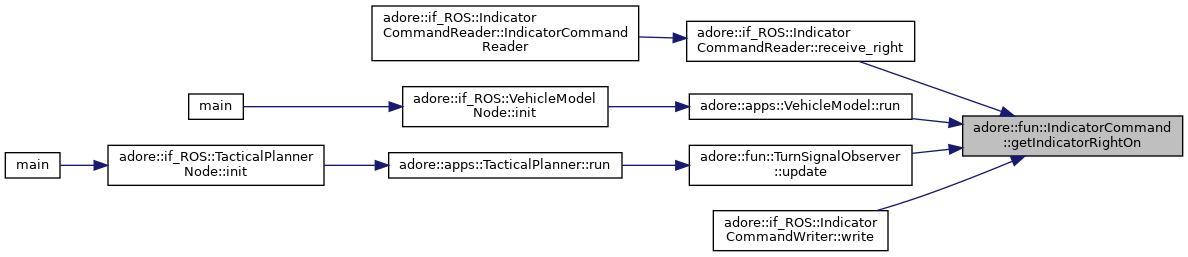 adore::if_ROS::Indicator
CommandReader::IndicatorCommand
Reader
adore::if_ROS::Indicator
CommandReader::receive_right
main
adore::if_ROS::VehicleModel
Node::init
adore::apps::VehicleModel::run
adore::fun::IndicatorCommand
::getIndicatorRightOn
main
adore::if_ROS::TacticalPlanner
Node::init
adore::apps::TacticalPlanner::run
adore::fun::TurnSignalObserver
::update
adore::if_ROS::Indicator
CommandWriter::write